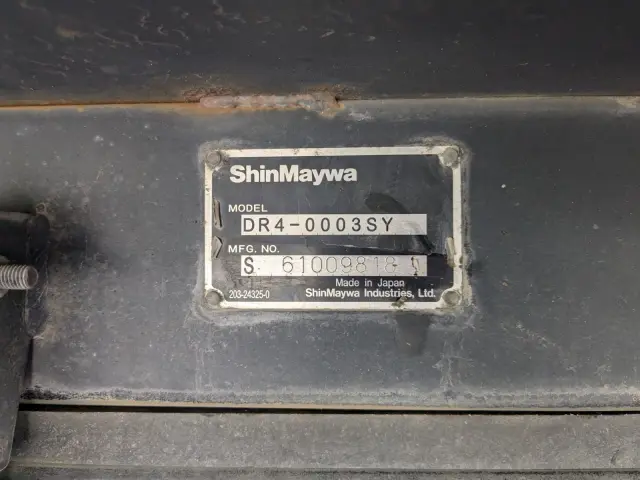 ShinMaywa
MODEL
DR4-0003SY
MFG. NO.
S 61009818
Made in Japan
203-24325-0 ShinMaywa Industries, Ltd.